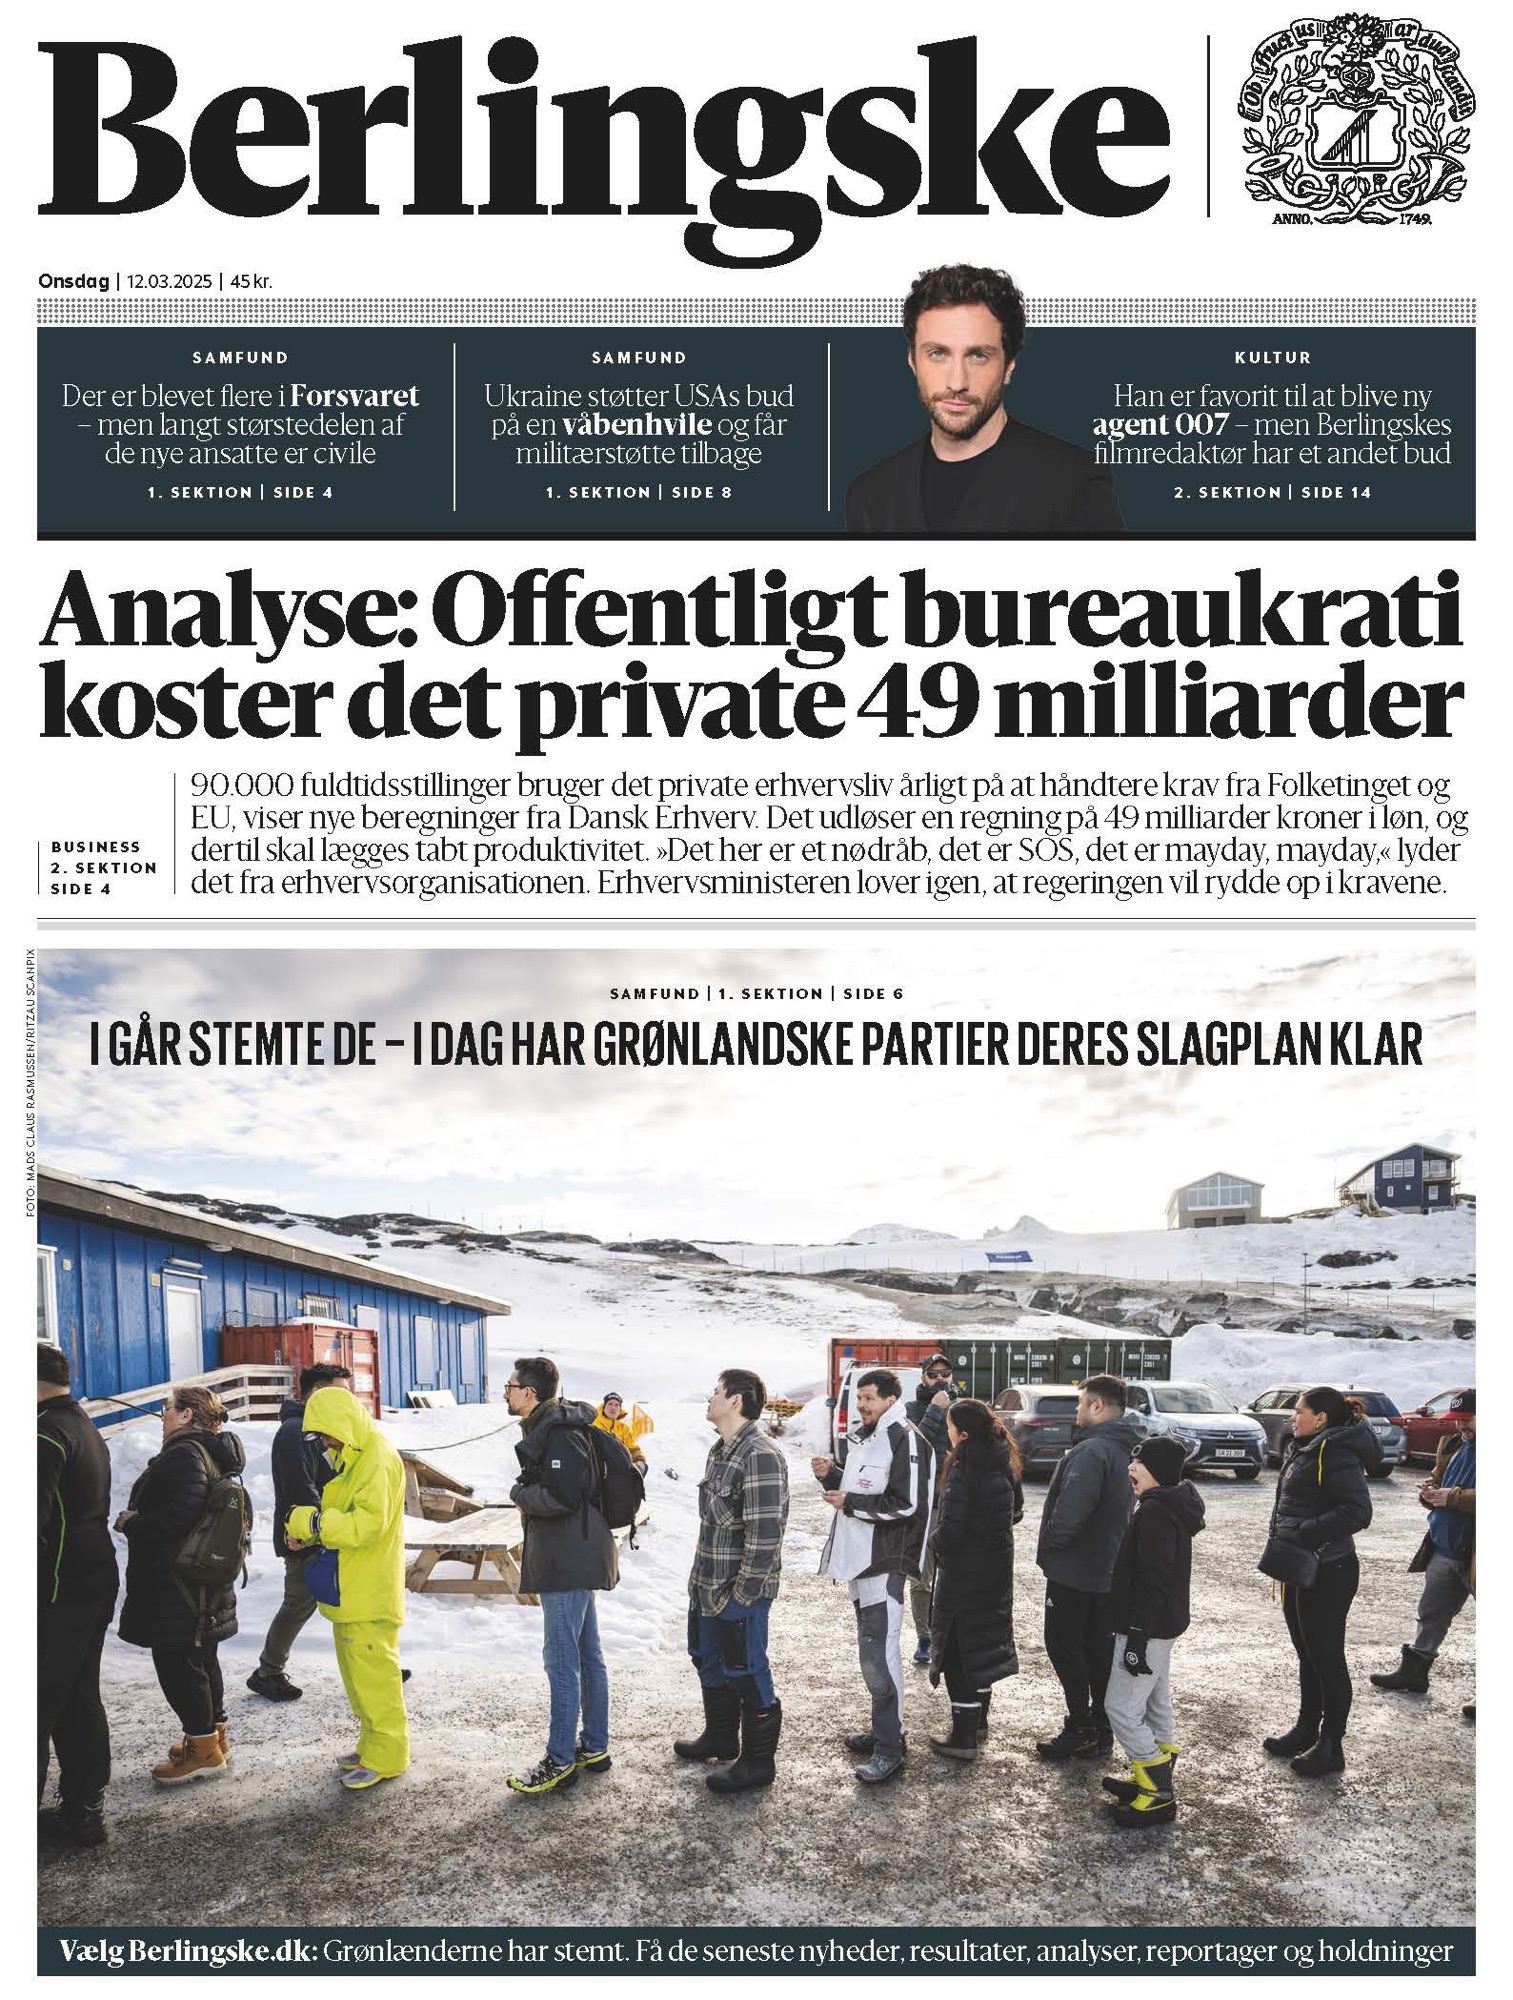 Berlingske
Ob fructus ar
ANNO. 1749.
Onsdag | 12.03.2025 | 45 kr.
SAMFUND
Der er blevet flere i Forsvaret
– men langt størstedelen af
de nye ansatte er civile
1. SEKTION | SIDE 4
SAMFUND
Ukraine støtter USAs bud
på en våbenhvile og får
militærstøtte tilbage
1. SEKTION | SIDE 8
KULTUR
Han er favorit til at blive ny
agent 007 – men Berlingskes
filmredaktør har et andet bud
2. SEKTION | SIDE 14
Analyse: Offentligt bureaukrati
koster det private 49 milliarder
BUSINESS
2. SEKTION
SIDE 4
90.000 fuldtidsstillinger bruger det private erhvervsliv årligt på at håndtere krav fra Folketinget og
EU, viser nye beregninger fra Dansk Erhverv. Det udløser en regning på 49 milliarder kroner i løn, og
dertil skal lægges tabt produktivitet. »Det her er et nødråb, det er SOS, det er mayday, mayday,« lyder
det fra erhvervsorganisationen. Erhvervsministeren lover igen, at regeringen vil rydde op i kravene.
FOTO: MADS CLAUS RASMUSSEN/RITZAU SCANPIX
SAMFUND | 1. SEKTION | SIDE 6
I GÅR STEMTE DE – I DAG HAR GRØNLANDSKE PARTIER DERES SLAGPLAN KLAR
Vælg Berlingske.dk: Grønlænderne har stemt. Få de seneste nyheder, resultater, analyser, reportager og holdninger